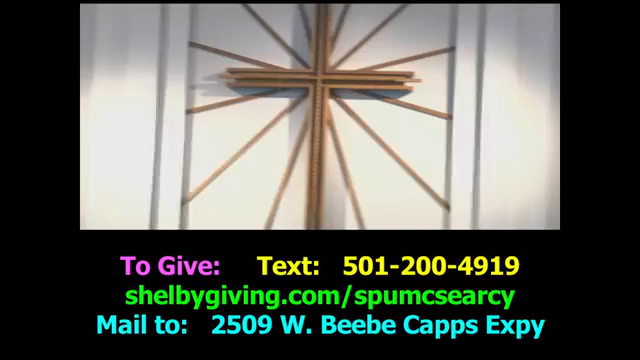 To Give: Text: 501-200-4919
shelbygiving.com/spumcsearcy
Mail to: 2509 W. Beebe Capps Expy